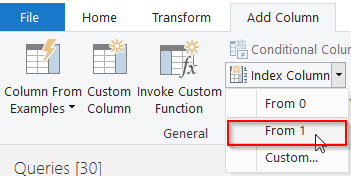 File Home Transform Add Column
Conditional Column
Index Column
Column From Examples
Custom Column
Invoke Custom Function
General
From 0
From 1
Custom...
Queries [30]